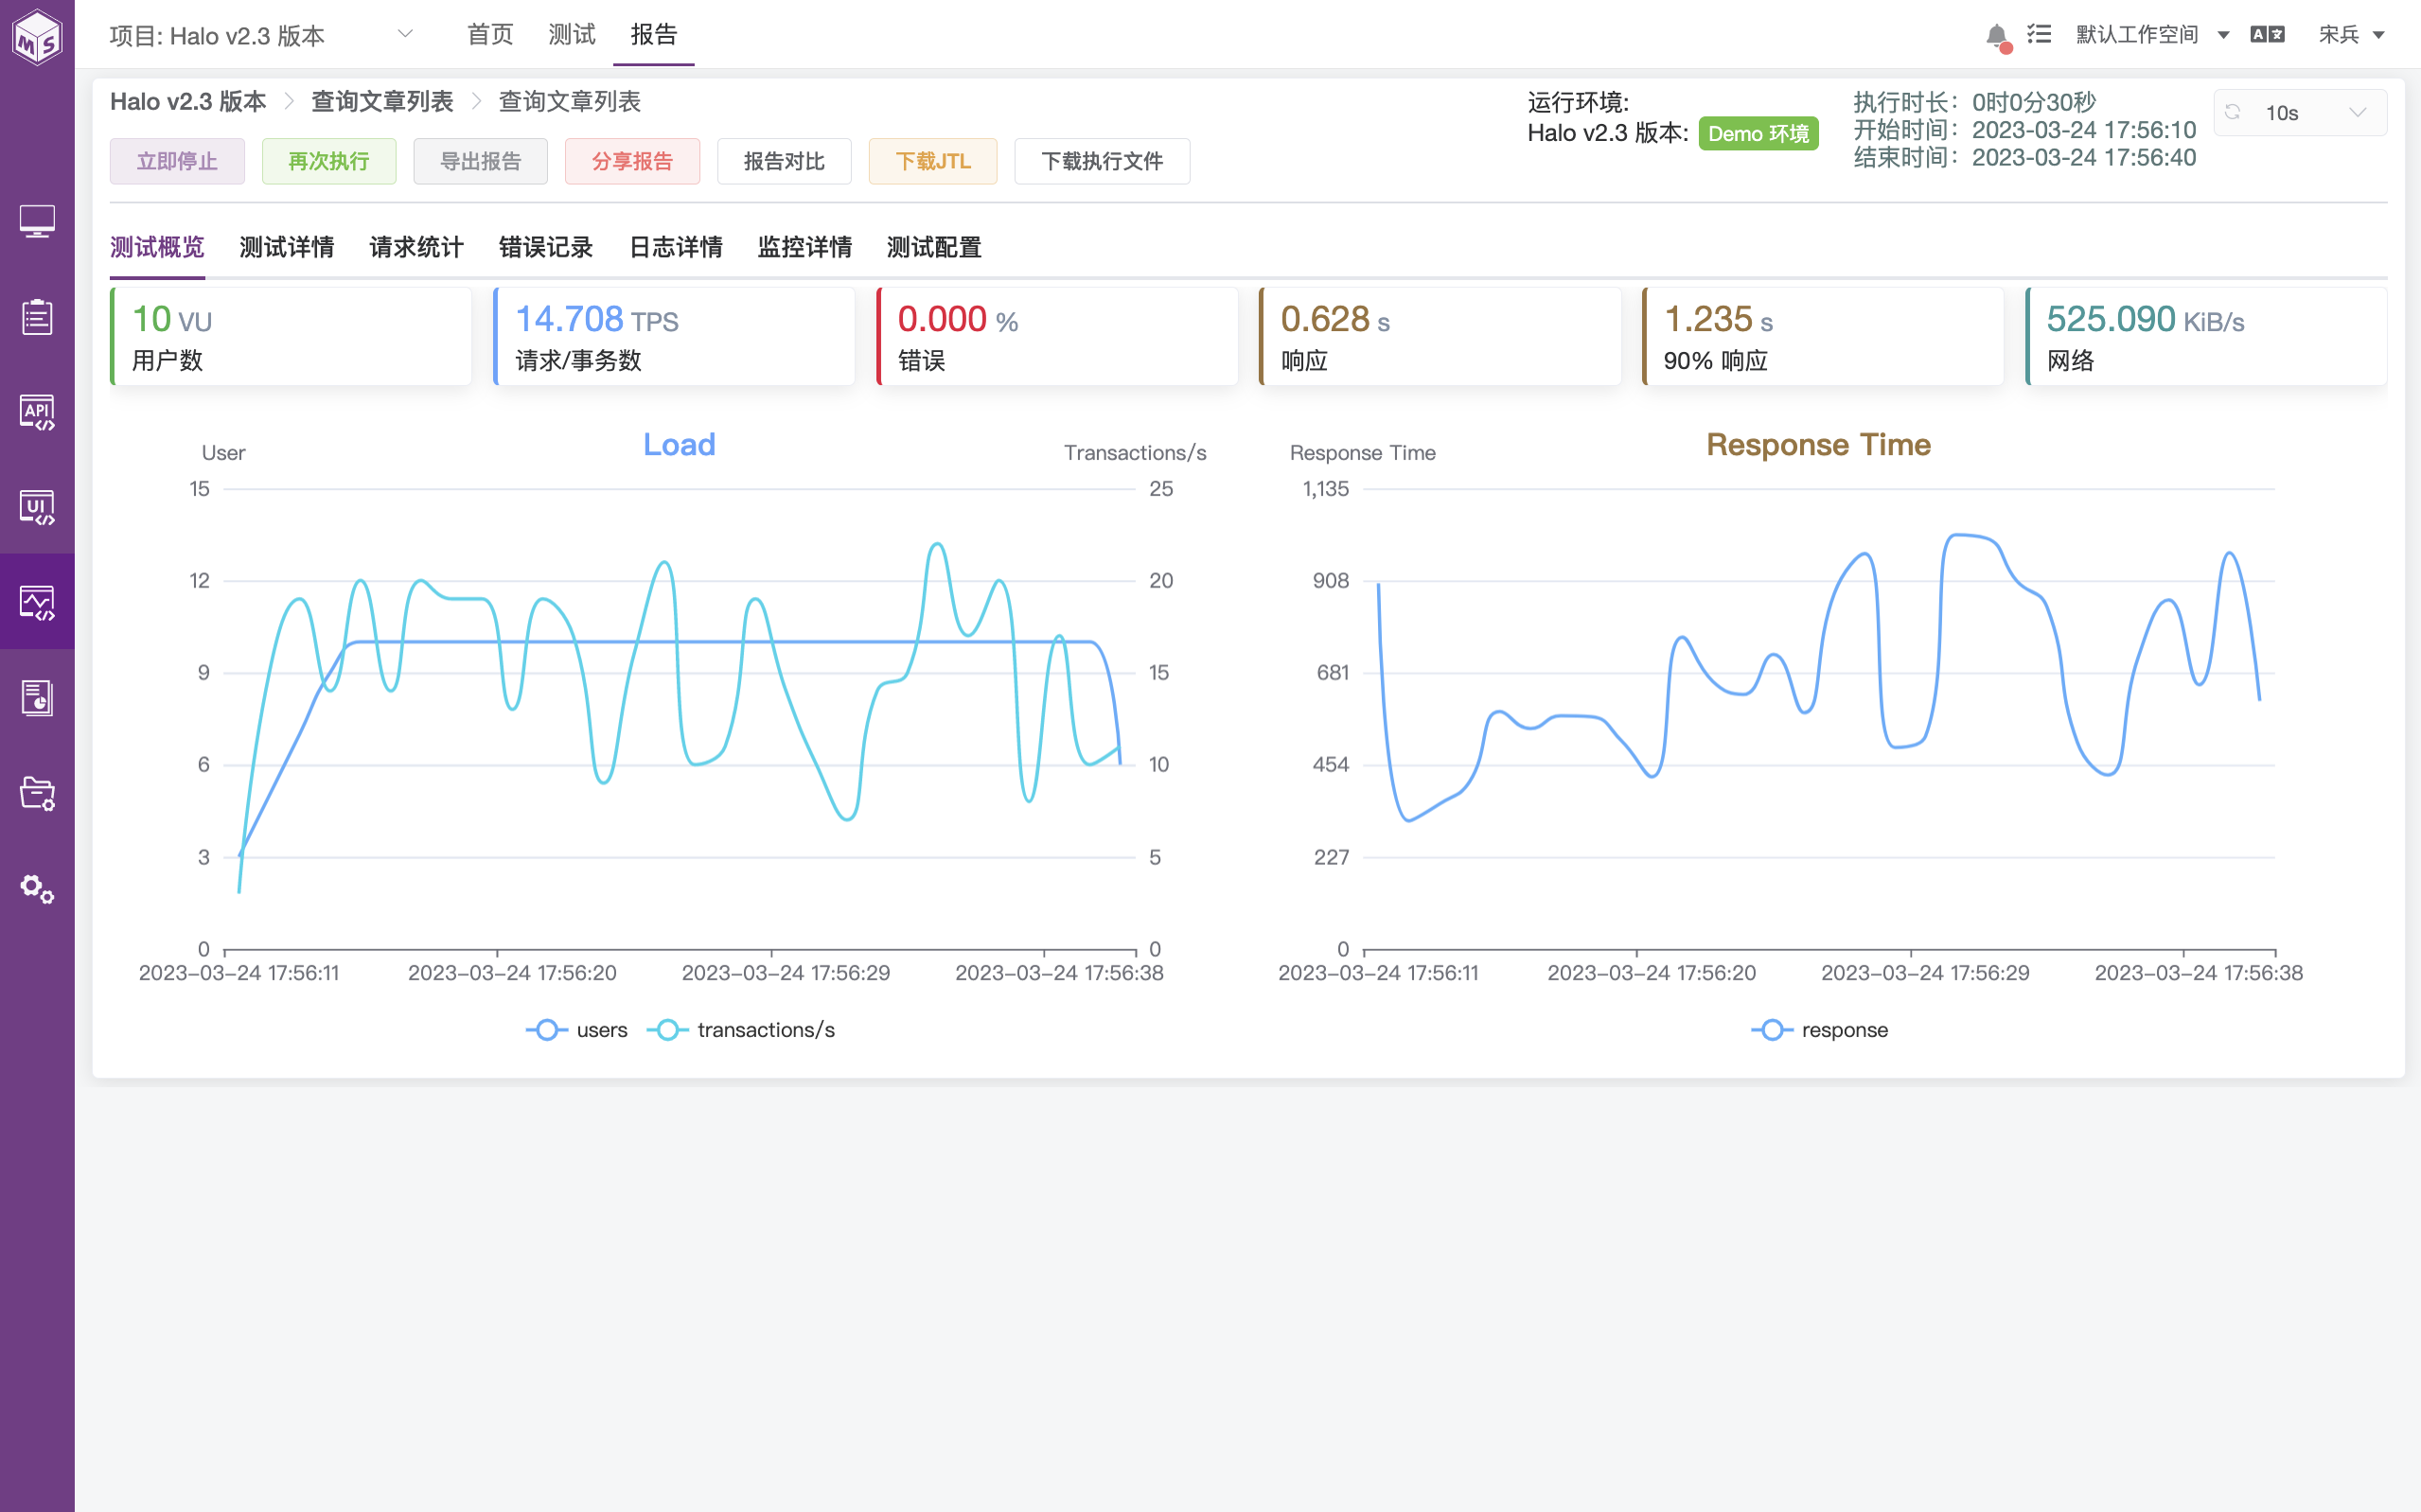 MS
项目: Halo v2.3 版本
首页
测试
报告
默认工作空间
A 文
宋兵
Halo v2.3 版本 > 查询文章列表 > 查询文章列表
运行环境:
Halo v2.3 版本: Demo 环境
执行时长: 0时0分30秒
开始时间: 2023-03-24 17:56:10
结束时间: 2023-03-24 17:56:40
10s
立即停止
再次执行
导出报告
分享报告
报告对比
下载JTL
下载执行文件
测试概览
测试详情
请求统计
错误记录
日志详情
监控详情
测试配置
API
UI
10 VU
用户数
14.708 TPS
请求/事务数
0.000 %
错误
0.628 s
响应
1.235 s
90% 响应
525.090 KiB/s
网络
Load
User
Transactions/s
15
12
9
6
3
0
25
20
15
10
5
0
2023-03-24 17:56:11
2023-03-24 17:56:20
2023-03-24 17:56:29
2023-03-24 17:56:38
users
transactions/s
Response Time
Response Time
1,135
908
681
454
227
0
2023-03-24 17:56:11
2023-03-24 17:56:20
2023-03-24 17:56:29
2023-03-24 17:56:38
response